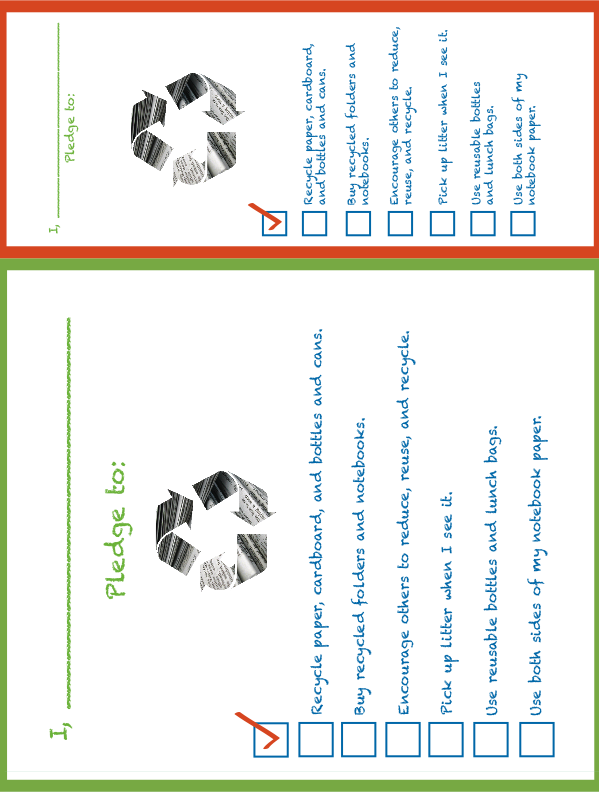 I,
Pledge to:
Recycle paper, cardboard,
and bottles and cans.
Buy recycled folders and
notebooks.
Encourage others to reduce,
reuse, and recycle.
Pick up litter when I see it.
Use reusable bottles
and lunch bags.
Use both sides of my
notebook paper.
I,
Pledge to:
Recycle paper, cardboard, and bottles and cans.
Buy recycled folders and notebooks.
Encourage others to reduce, reuse, and recycle.
Pick up litter when I see it.
Use reusable bottles and lunch bags.
Use both sides of my notebook paper.